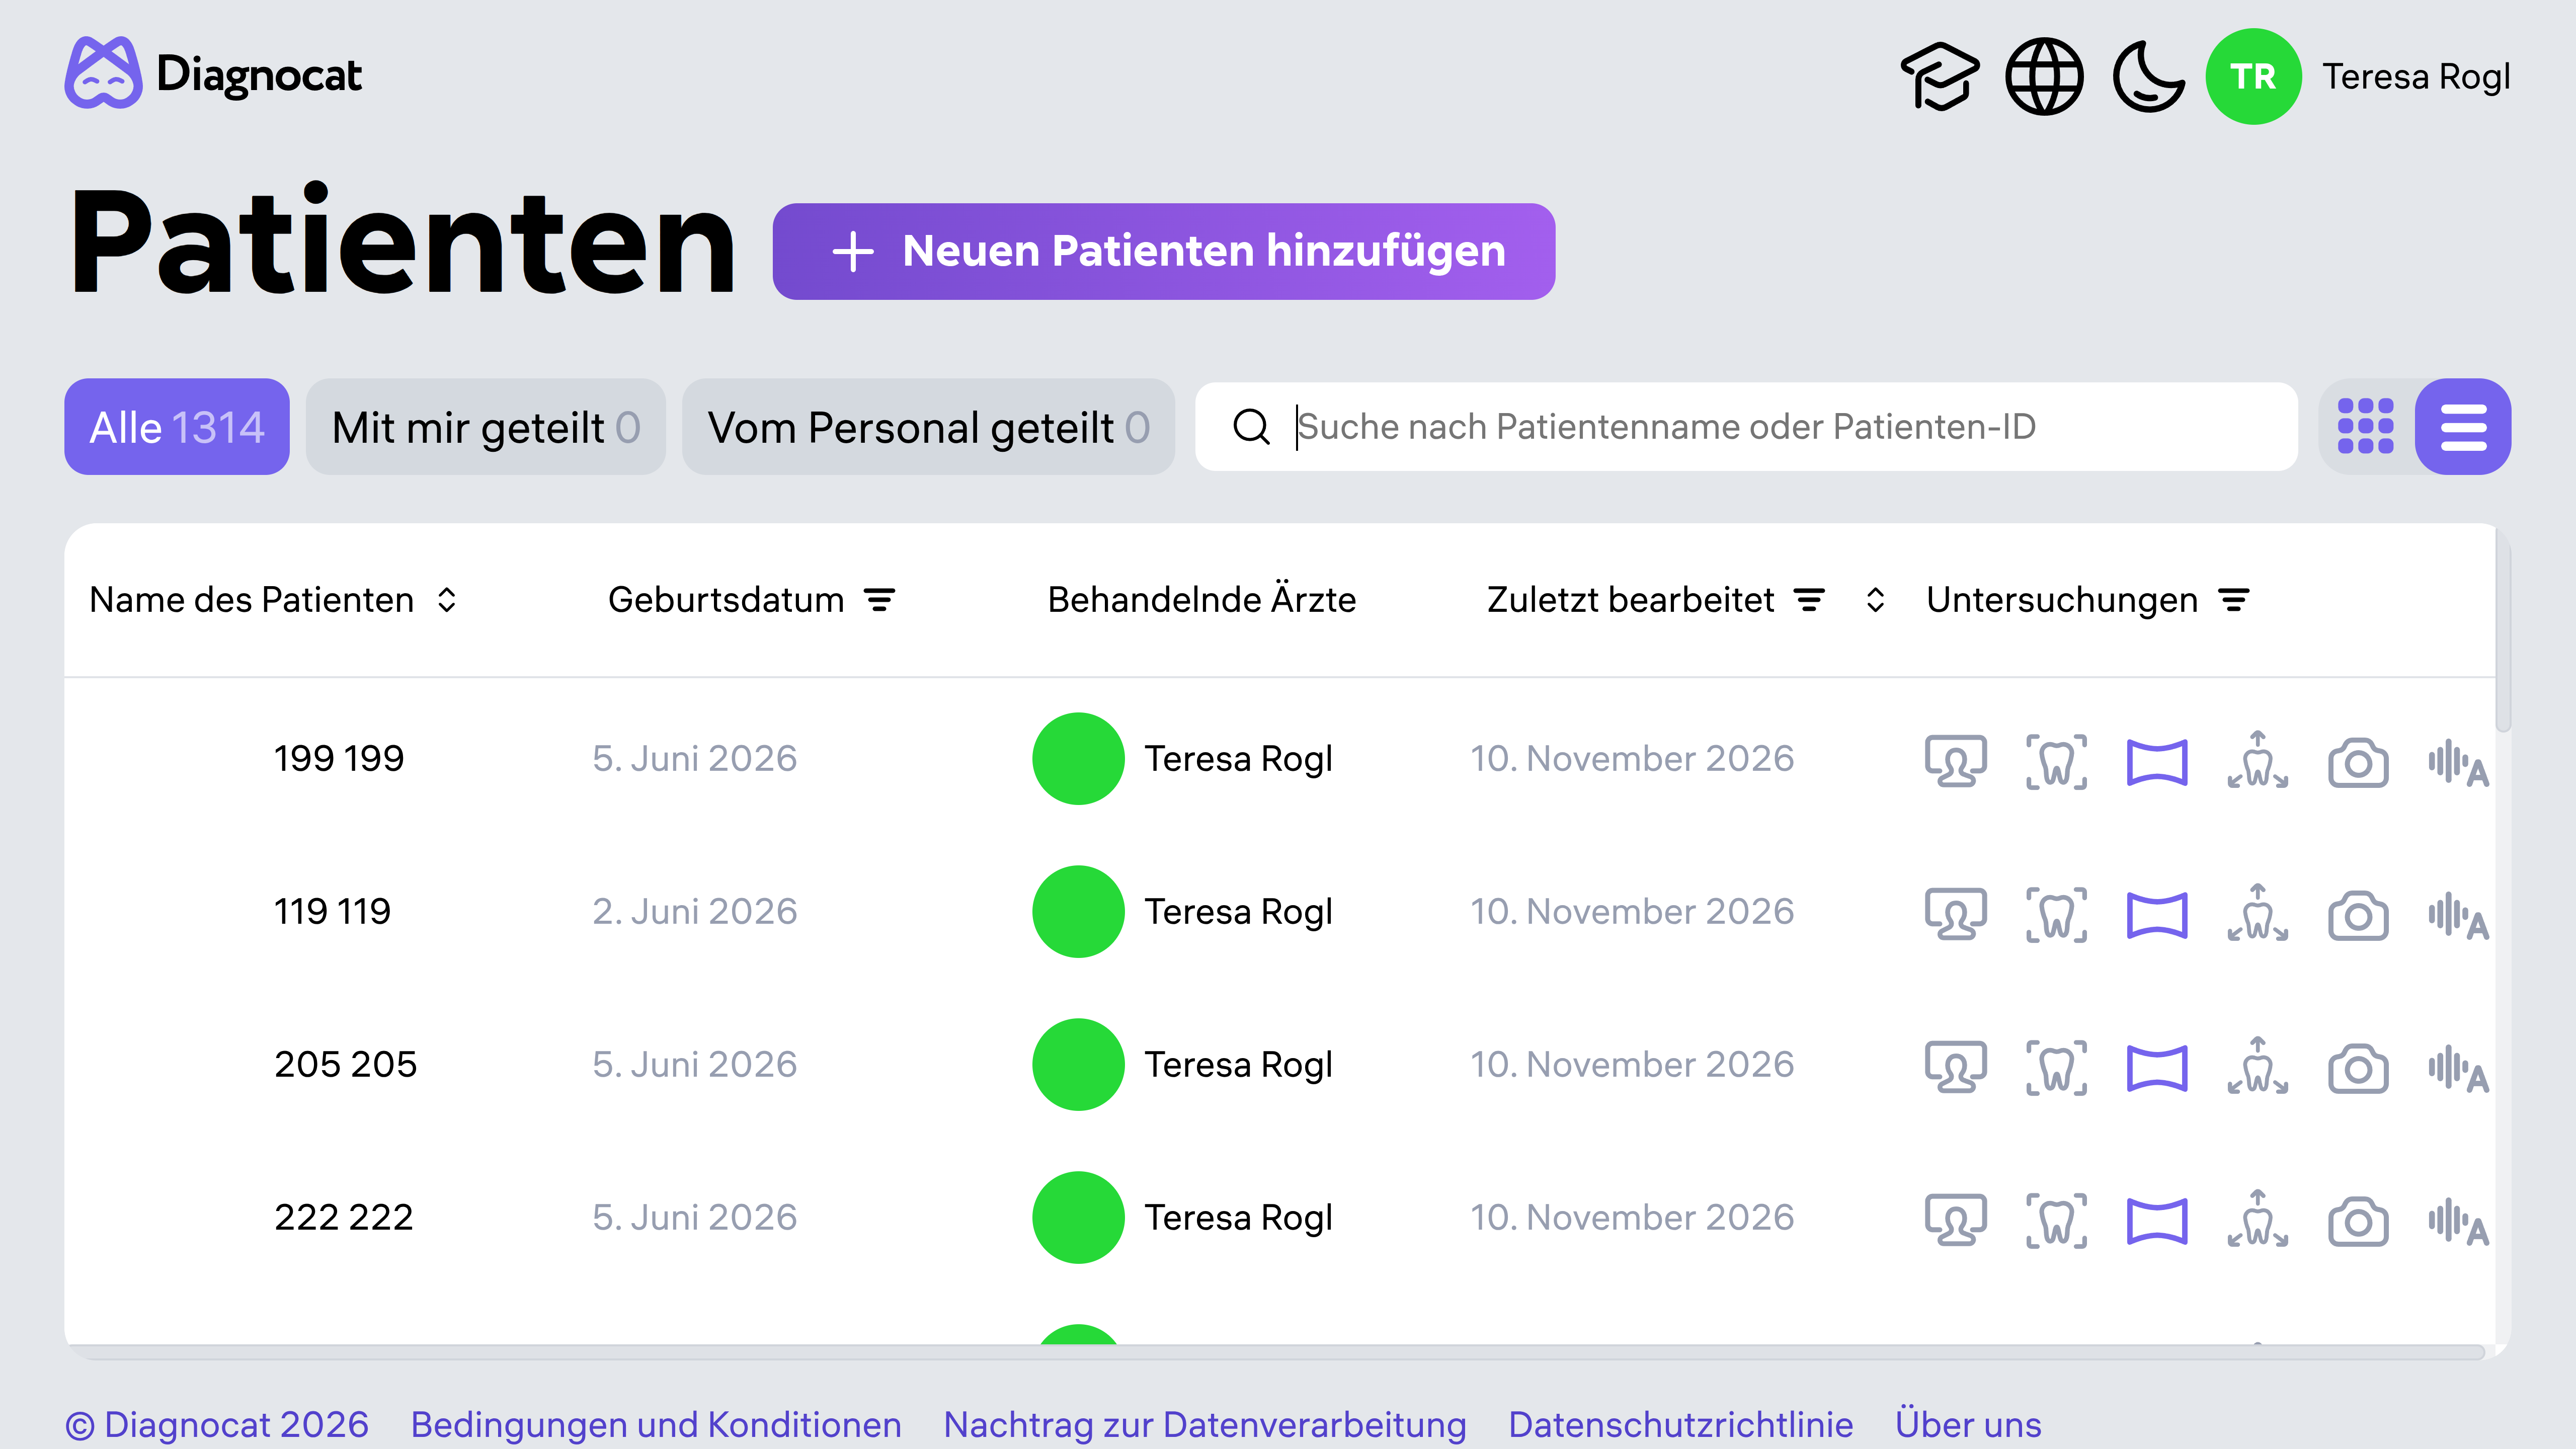 Diagnocat
TR Teresa Rogl
Patienten
Neuen Patienten hinzufügen
Alle 1314 Mit mir geteilt 0 Vom Personal geteilt 0 Suche nach Patientenname oder Patienten-ID
Name des Patienten Geburtsdatum Behandelnde Ärzte Zuletzt bearbeitet Untersuchungen
199 199 5. Juni 2026 Teresa Rogl 10. November 2026 A
119 119 2. Juni 2026 Teresa Rogl 10. November 2026 A
205 205 5. Juni 2026 Teresa Rogl 10. November 2026 A
222 222 5. Juni 2026 Teresa Rogl 10. November 2026 A
© Diagnocat 2026 Bedingungen und Konditionen Nachtrag zur Datenverarbeitung Datenschutzrichtlinie Über uns